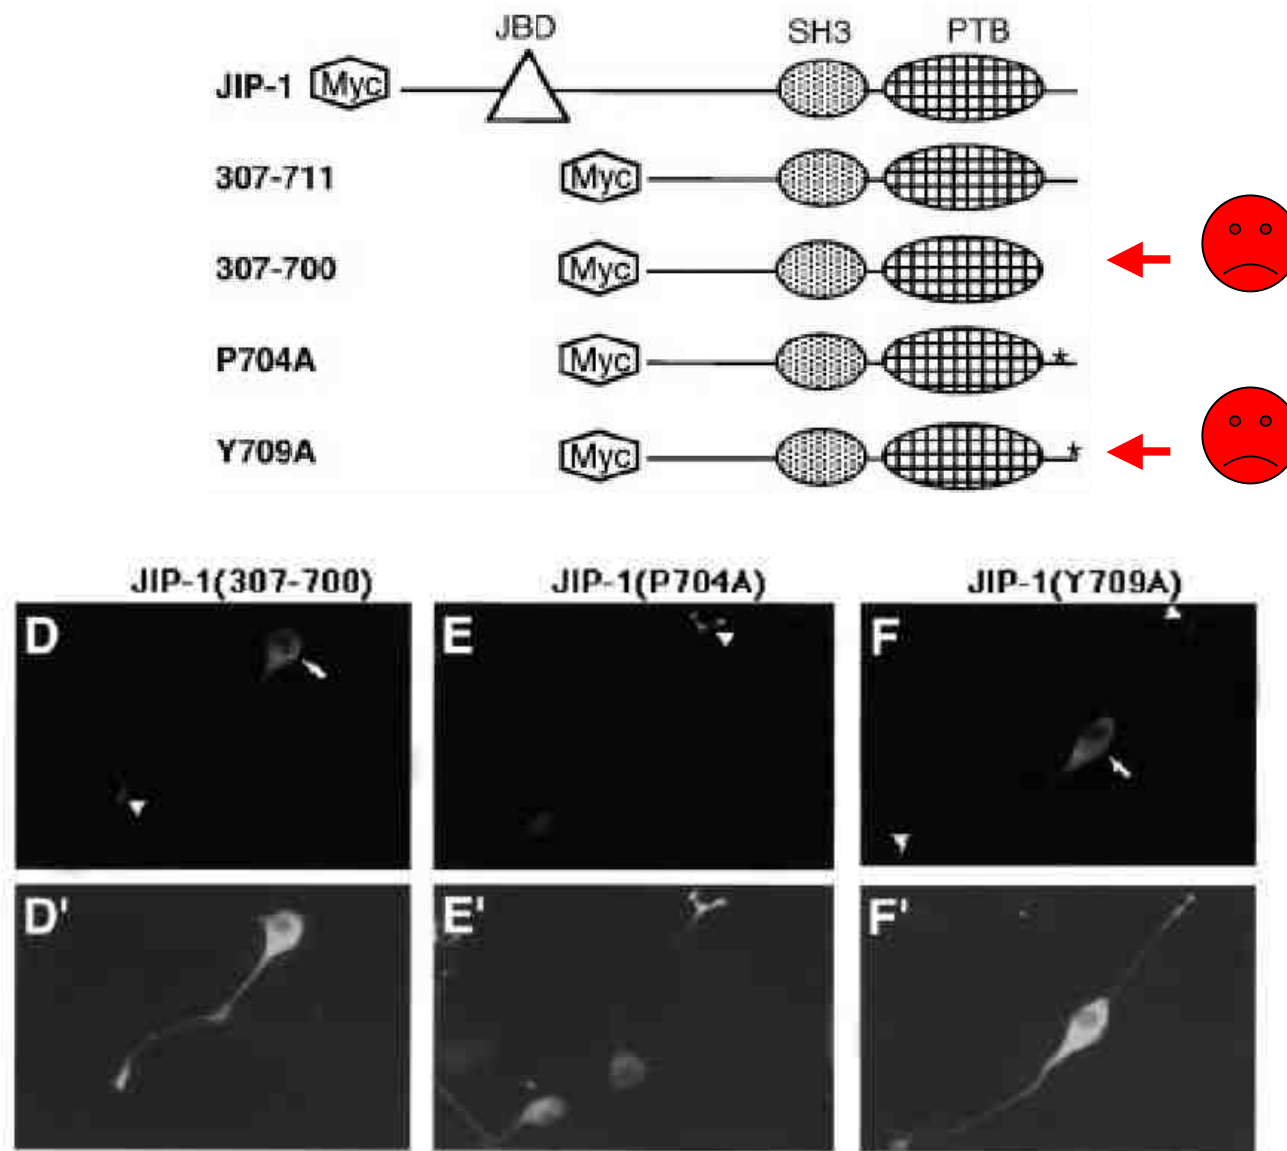 JBD SH3 PTB
JIP-1 Myc
307-711 Myc
307-700 Myc
P704A Myc *
Y709A Myc *
JIP-1(307-700) JIP-1(P704A) JIP-1(Y709A)
D E F
D' E' F'